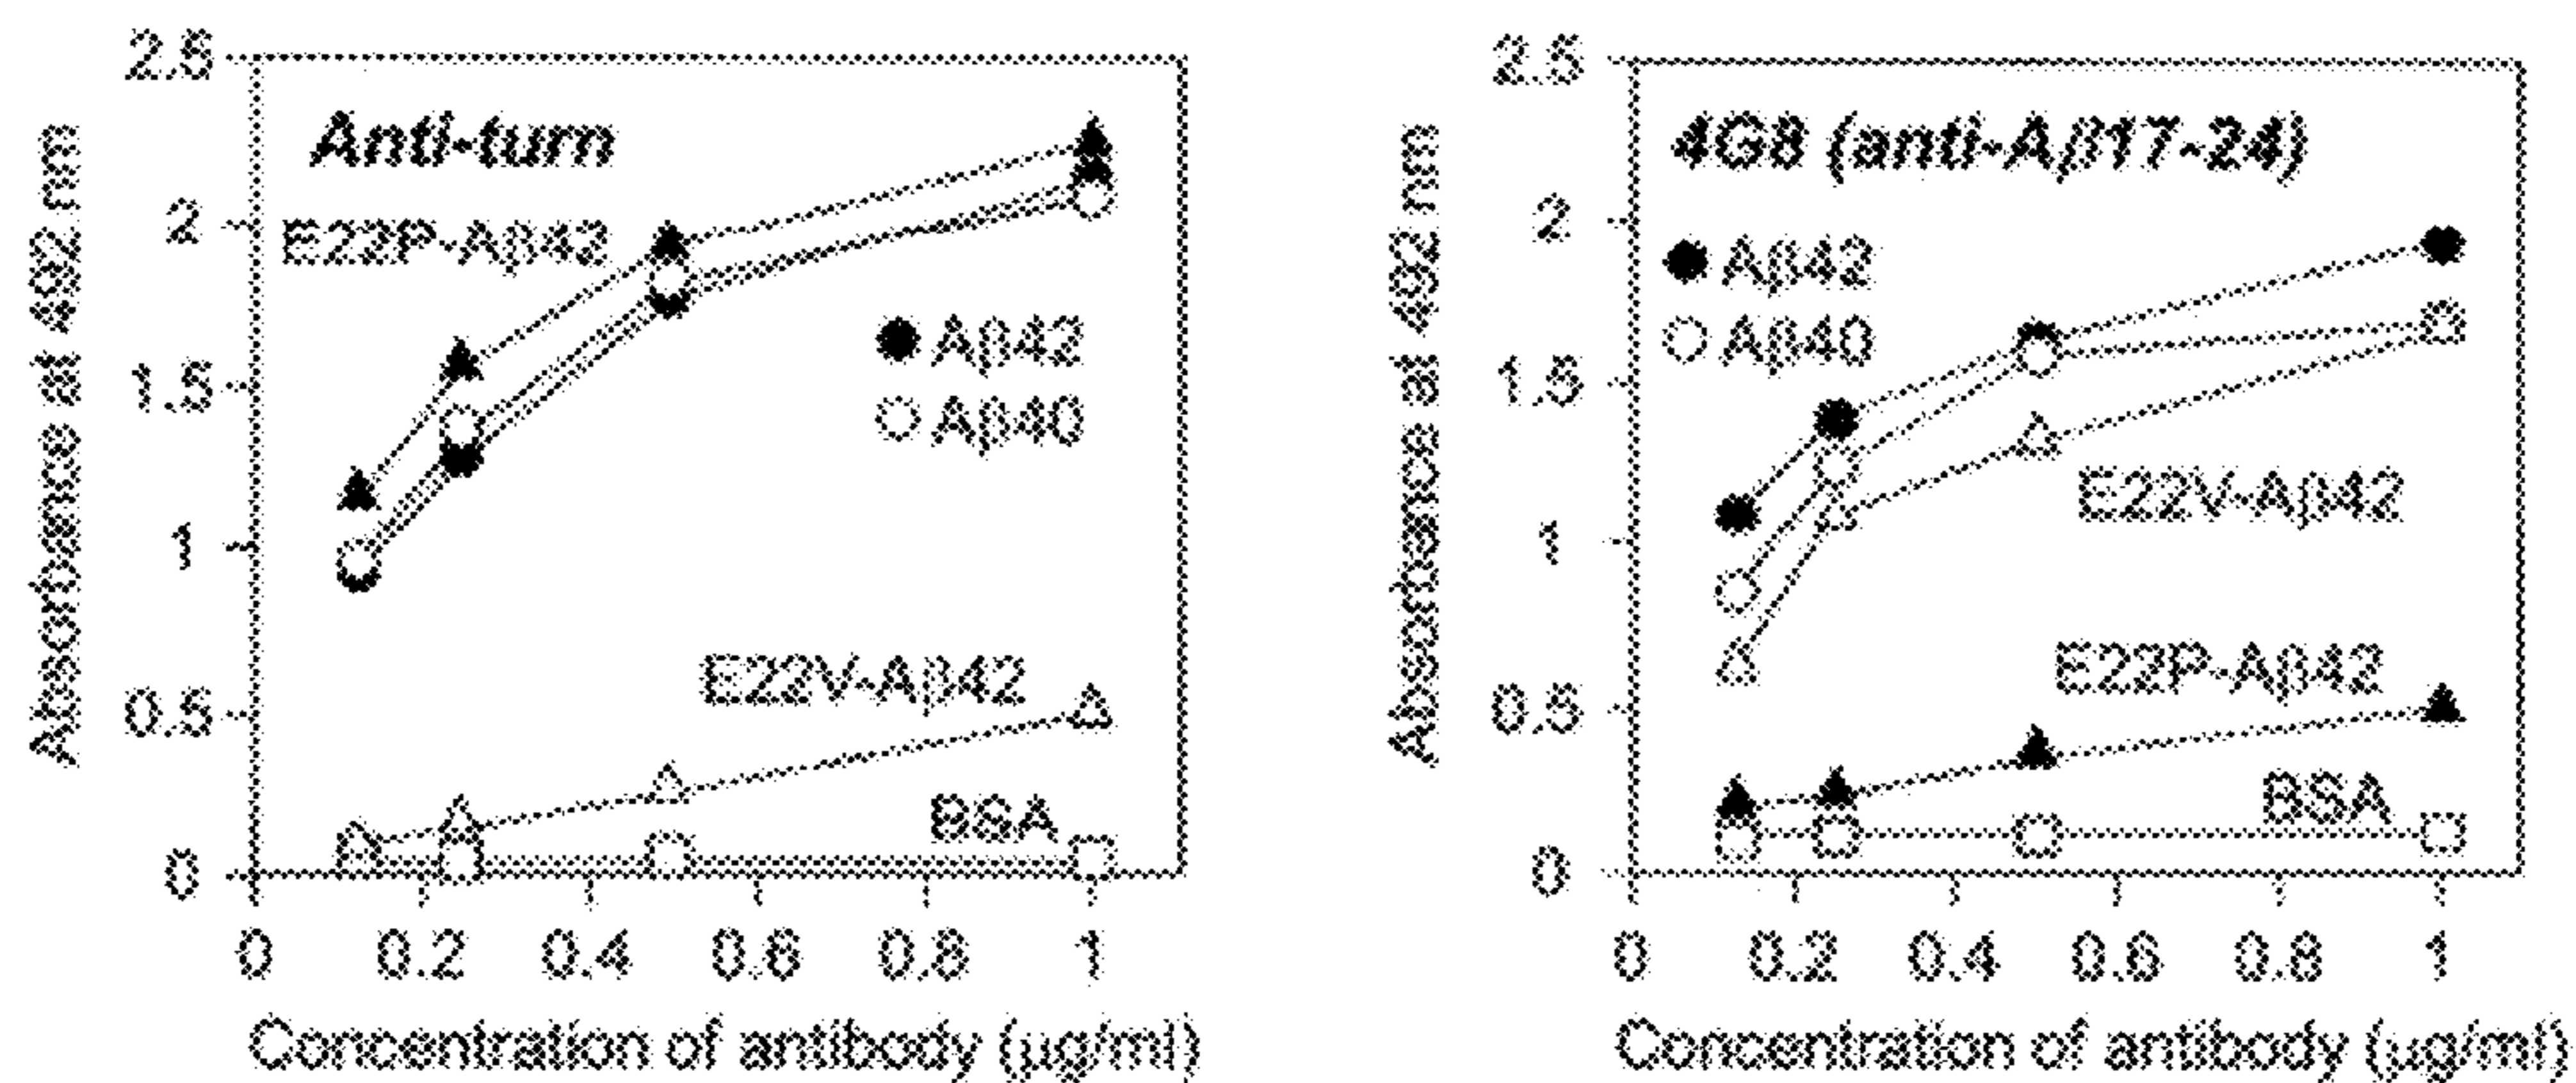 Absorbance at 492 nm
2.5
2
1.5
1
0.5
0
Anti-turn
E22P-Aβ42
Aβ42
Aβ40
E22V-Aβ42
BSA
0 0.2 0.4 0.6 0.8 1
Concentration of antibody (µg/ml)
Absorbance at 492 nm
2.5
2
1.5
1
0.5
0
4G8 (anti-Aβ17-24)
Aβ42
Aβ40
E22V-Aβ42
E22P-Aβ42
BSA
0 0.2 0.4 0.6 0.8 1
Concentration of antibody (µg/ml)